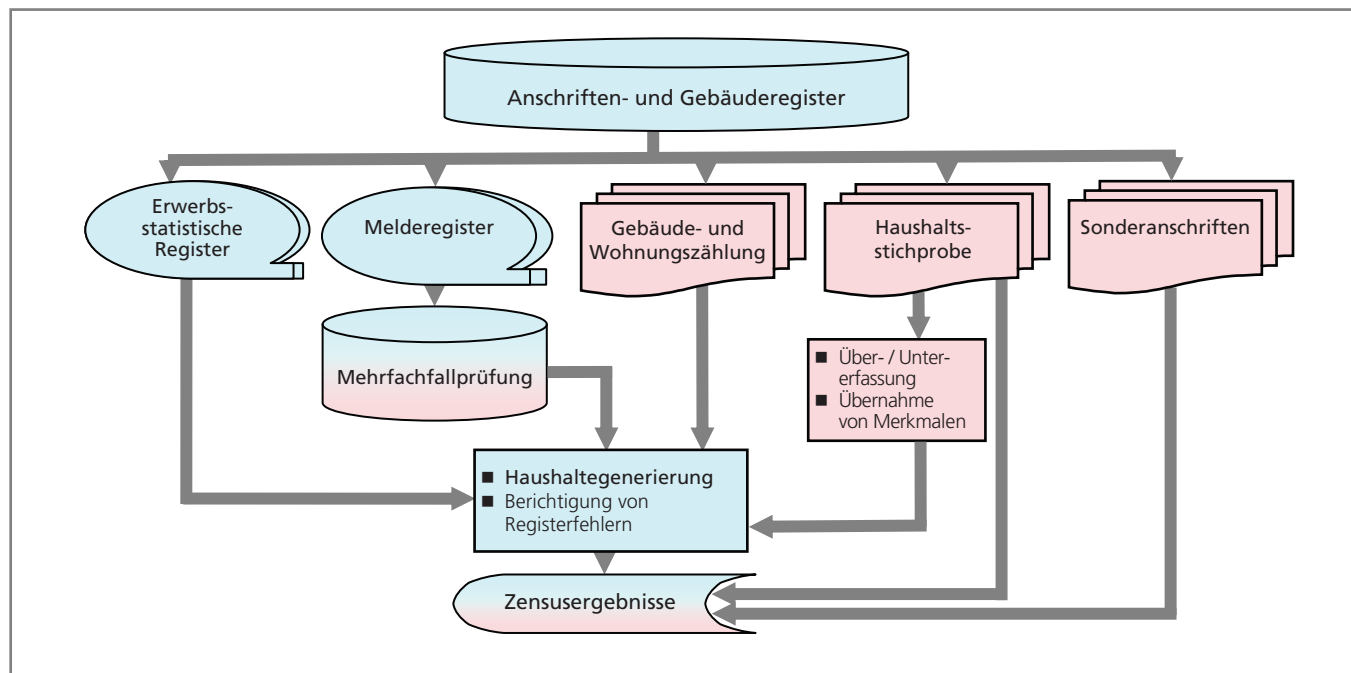 Anschriften- und Gebäuderegister
Erwerbs-
statistische
Register
Melderegister
Gebäude- und
Wohnungszählung
Haushalts-
stichprobe
Sonderanschriften
Mehrfachfallprüfung
■ Über- / Unter-
erfassung
■ Übernahme
von Merkmalen
■ Haushaltegenerierung
■ Berichtigung von
Registerfehlern
Zensusergebnisse